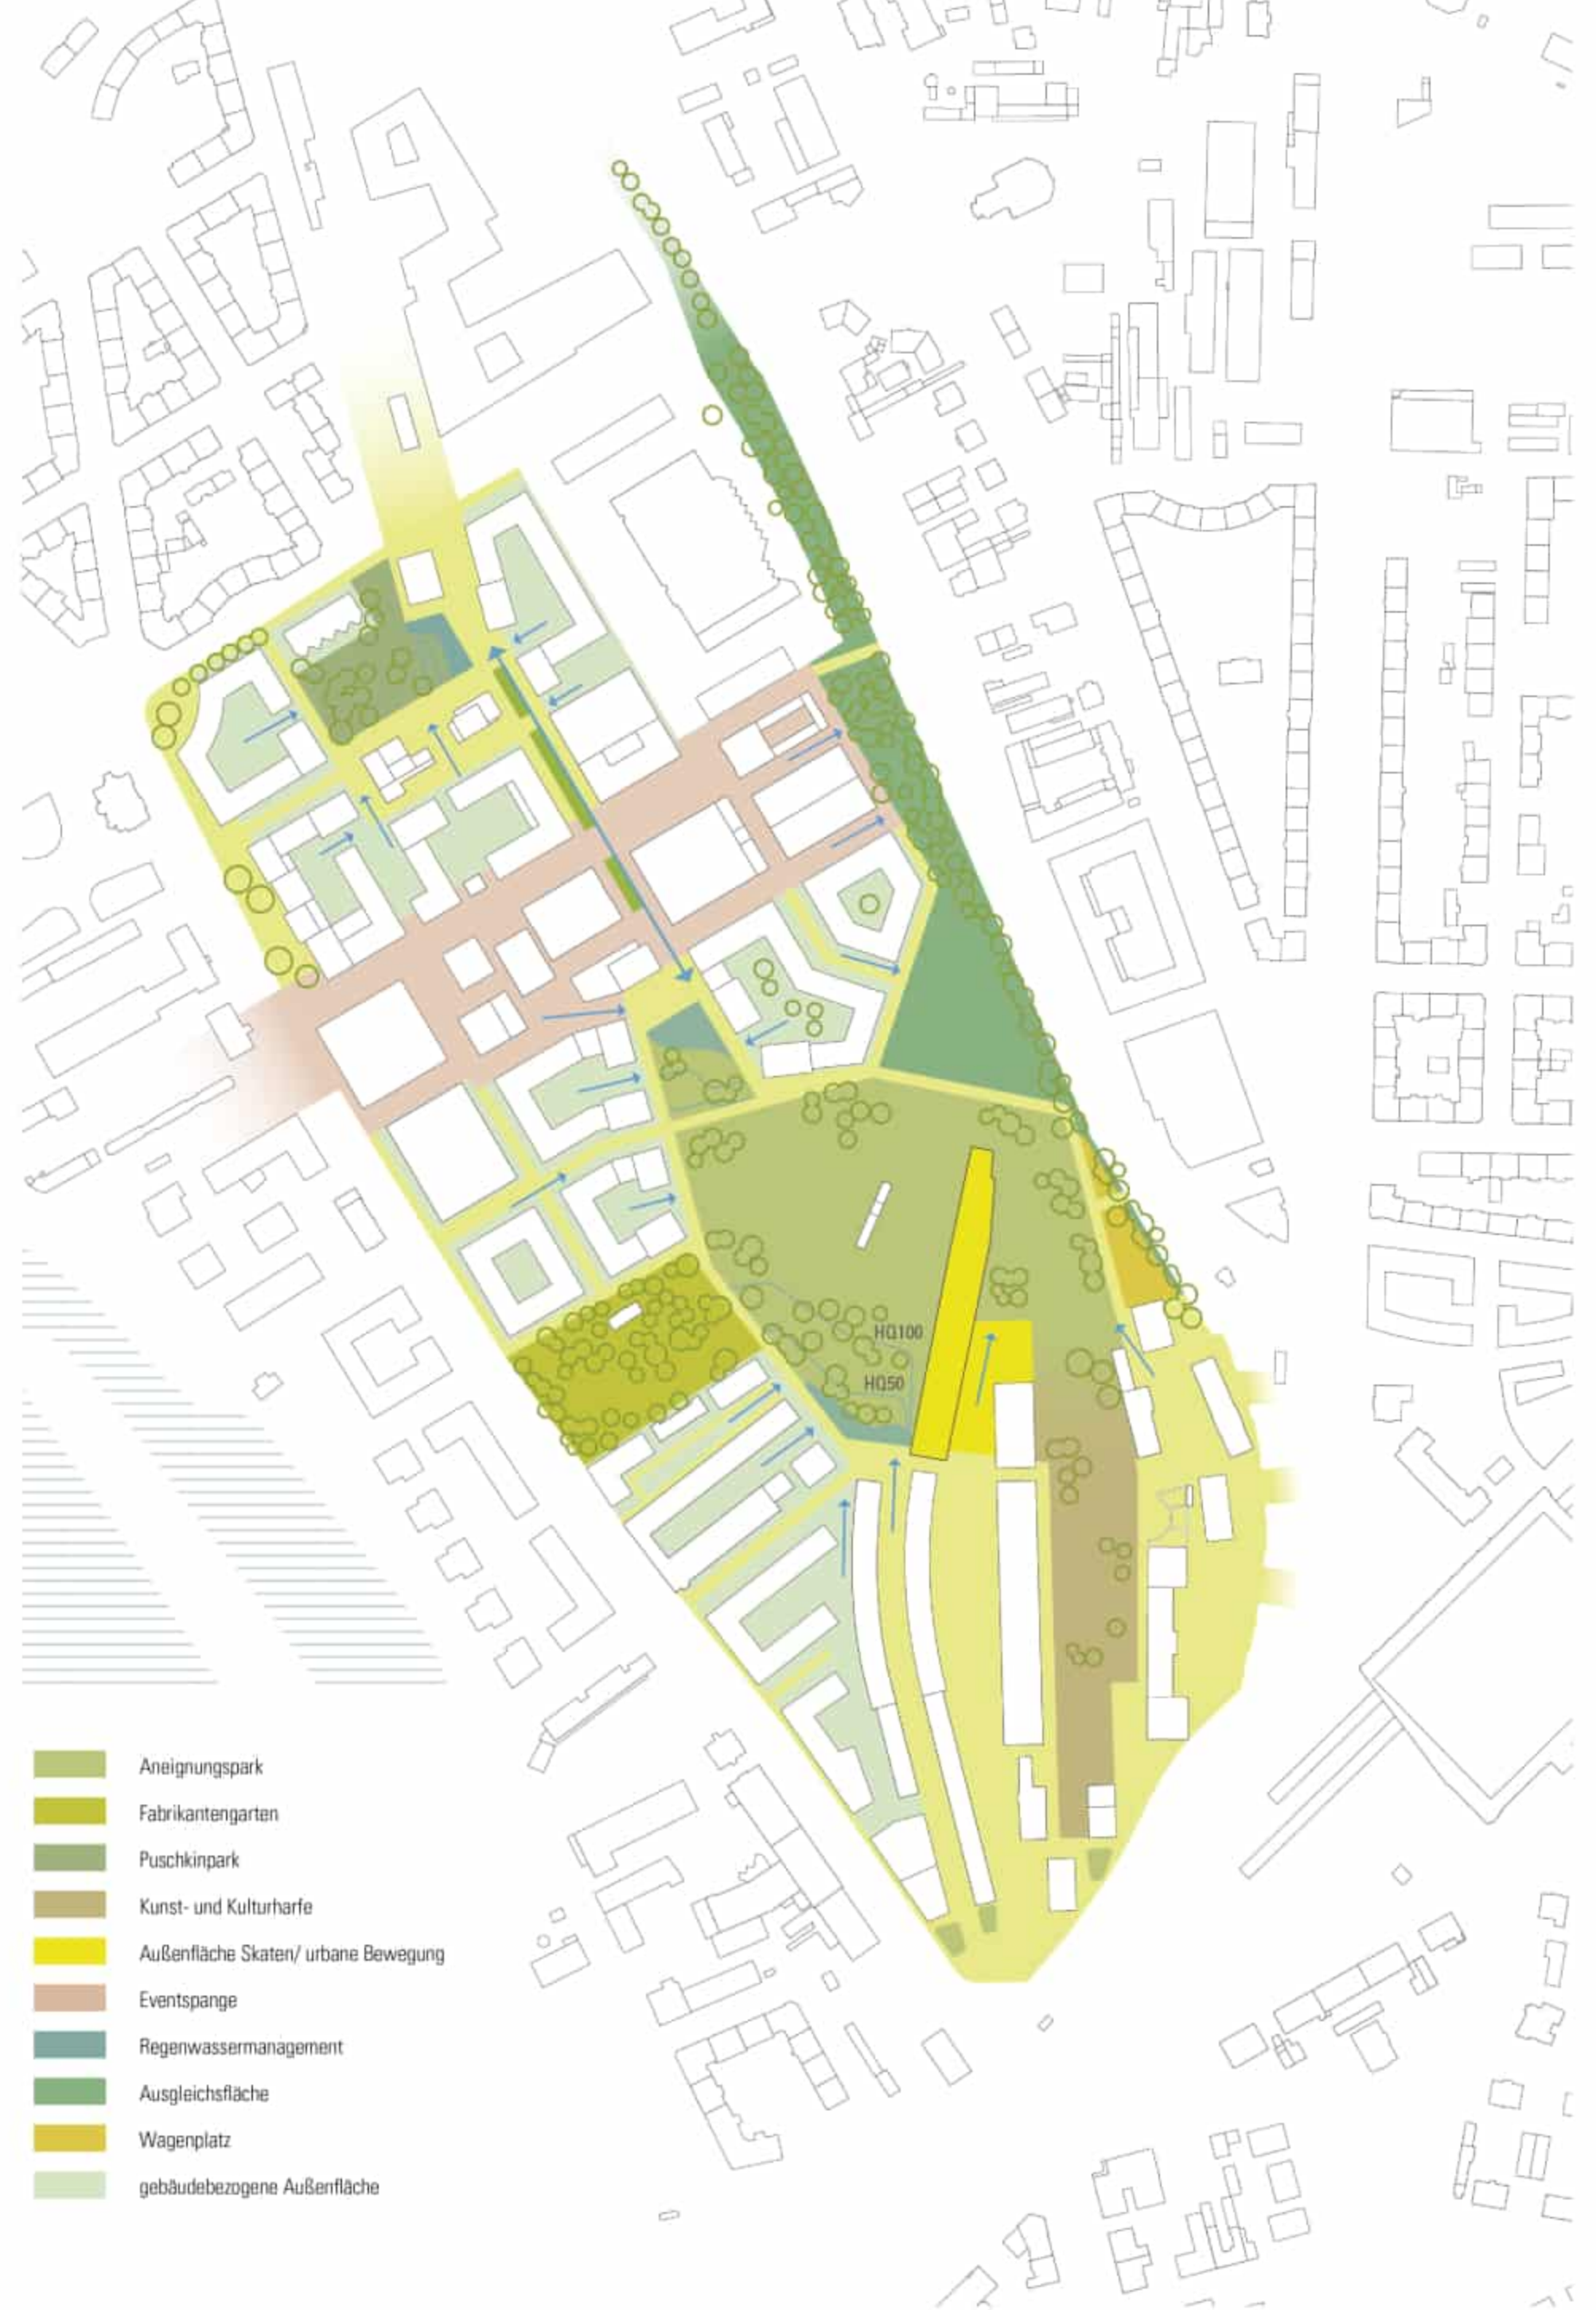 HQ100
HQ50
Aneignungspark
Fabrikantengarten
Puschkinpark
Kunst- und Kulturharfe
Außenfläche Skaten/ urbane Bewegung
Eventspange
Regenwassermanagement
Ausgleichsfläche
Wagenplatz
gebäudebezogene Außenfläche